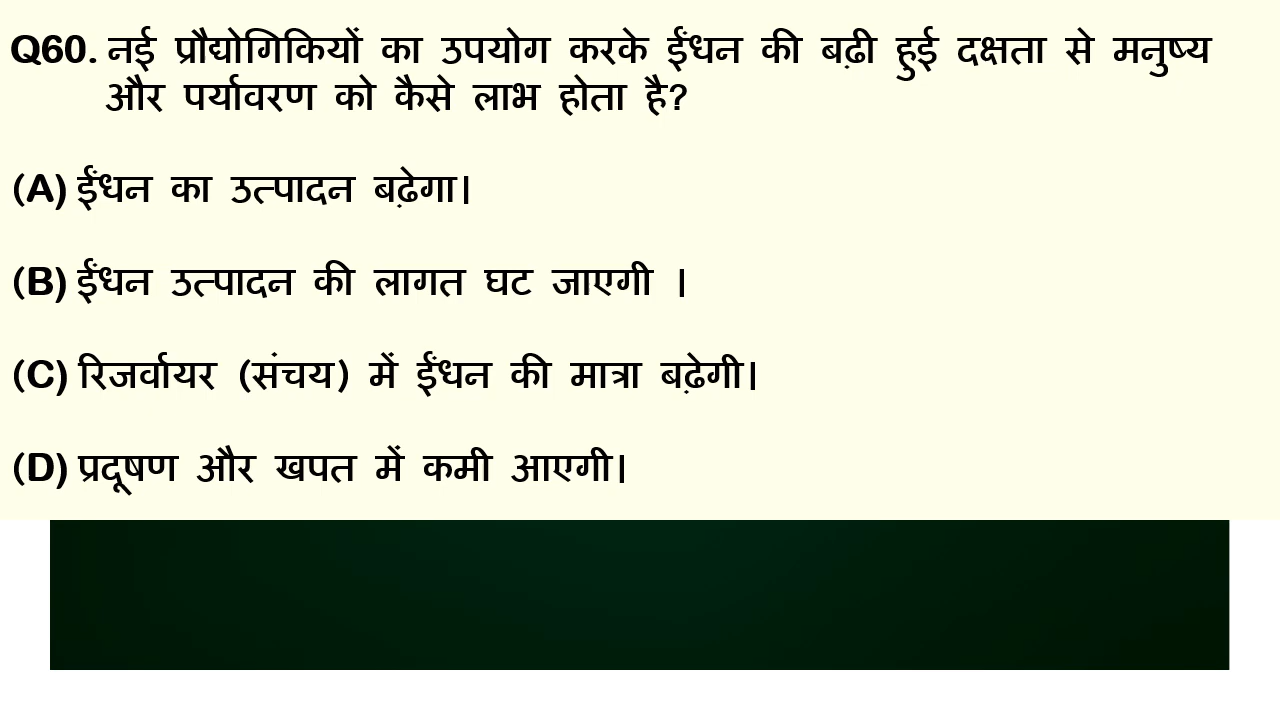 Q60. नई प्रौद्योगिकियों का उपयोग करके ईंधन की बढ़ी हुई दक्षता से मनुष्य
और पर्यावरण को कैसे लाभ होता है?
(A) ईंधन का उत्पादन बढ़ेगा।
(B) ईंधन उत्पादन की लागत घट जाएगी ।
(C) रिजर्वायर (संचय) में ईंधन की मात्रा बढ़ेगी।
(D) प्रदूषण और खपत में कमी आएगी।